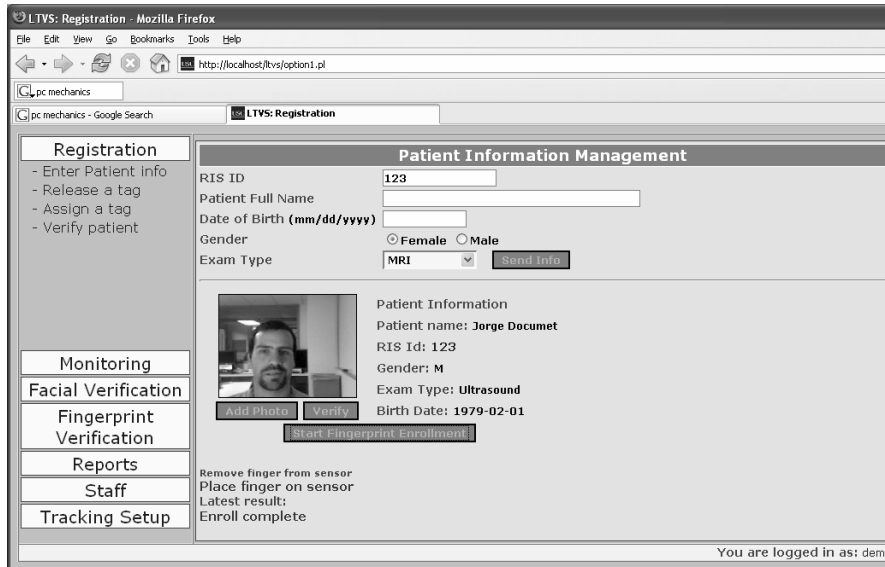 LTVS: Registration - Mozilla Firefox
File Edit View Go Bookmarks Tools Help
http://localhost/ltvs/option1.pl
G pc mechanics
G pc mechanics - Google Search
LTVS: Registration
Registration
- Enter Patient info
- Release a tag
- Assign a tag
- Verify patient
Monitoring
Facial Verification
Fingerprint
Verification
Reports
Staff
Tracking Setup
Patient Information Management
RIS ID 123
Patient Full Name
Date of Birth (mm/dd/yyyy)
Gender Female Male
Exam Type MRI Send Info
Add Photo Verify
Patient Information
Patient name: Jorge Documet
RIS Id: 123
Gender: M
Exam Type: Ultrasound
Birth Date: 1979-02-01
Start Fingerprint Enrollment
Remove finger from sensor
Place finger on sensor
Latest result:
Enroll complete
You are logged in as: dem